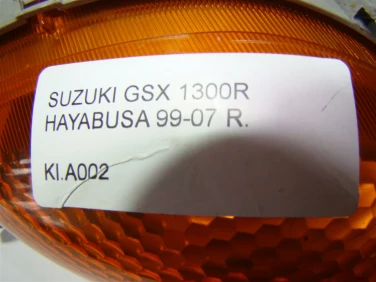 SUZUKI GSX 1300R
HAYABUSA 99-07 R.
KI.A002